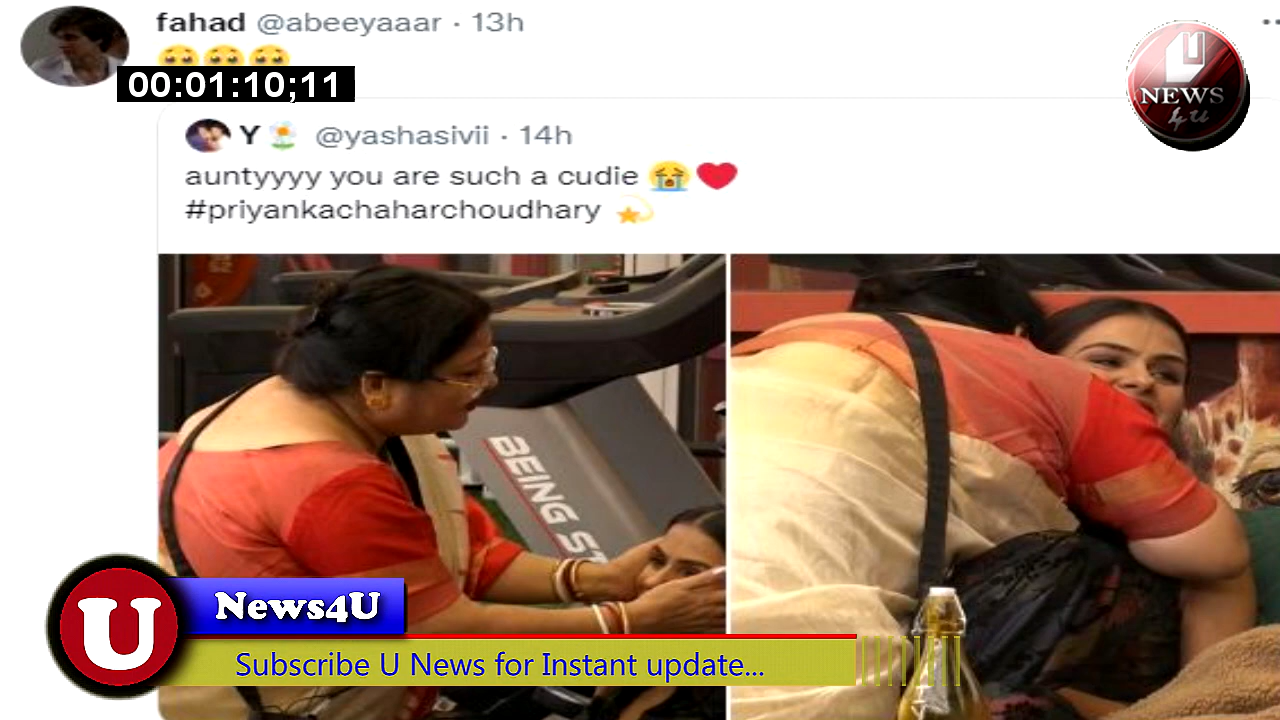 fahad @abeeyaaar · 13h
🥺🥺🥺
00:01:10;11
U
NEWS
4u
Y🌼 @yashasivii · 14h
auntyyyy you are such a cudie 😭❤️
#priyankachaharchoudhary 💫
BEING ST
U
News4U
Subscribe U News for Instant update...